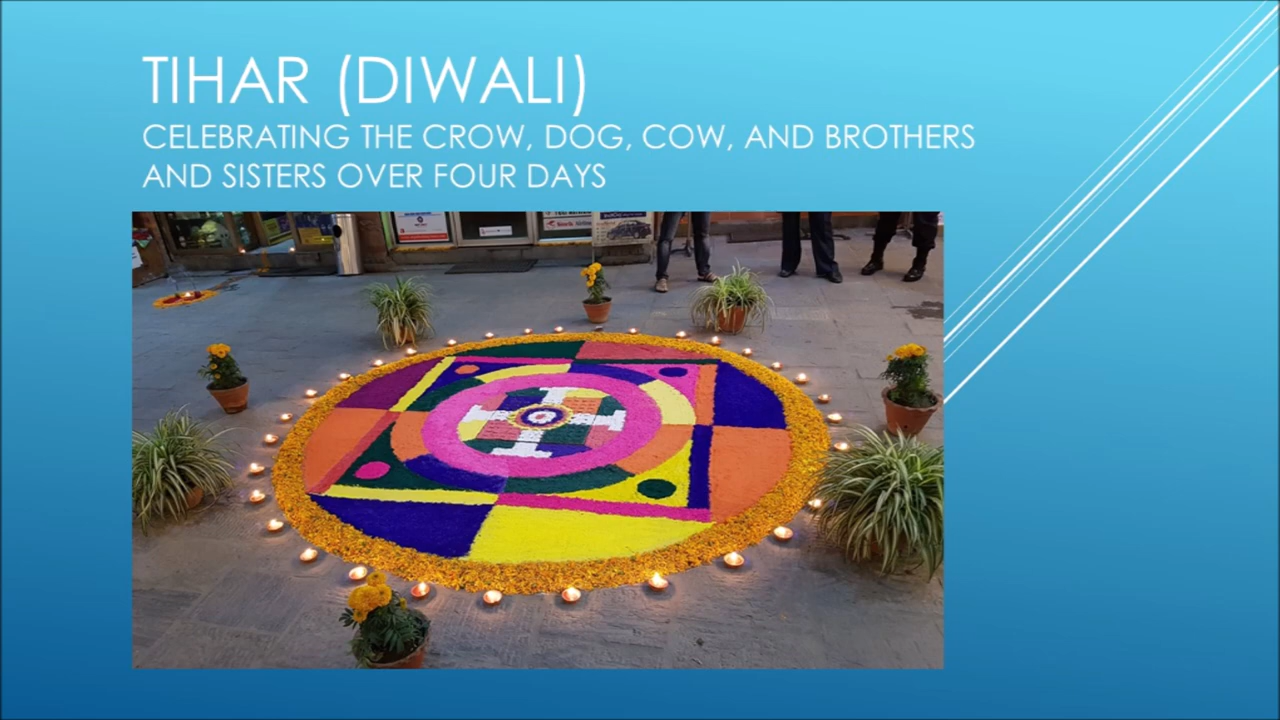 TIHAR (DIWALI)
CELEBRATING THE CROW, DOG, COW, AND BROTHERS
AND SISTERS OVER FOUR DAYS